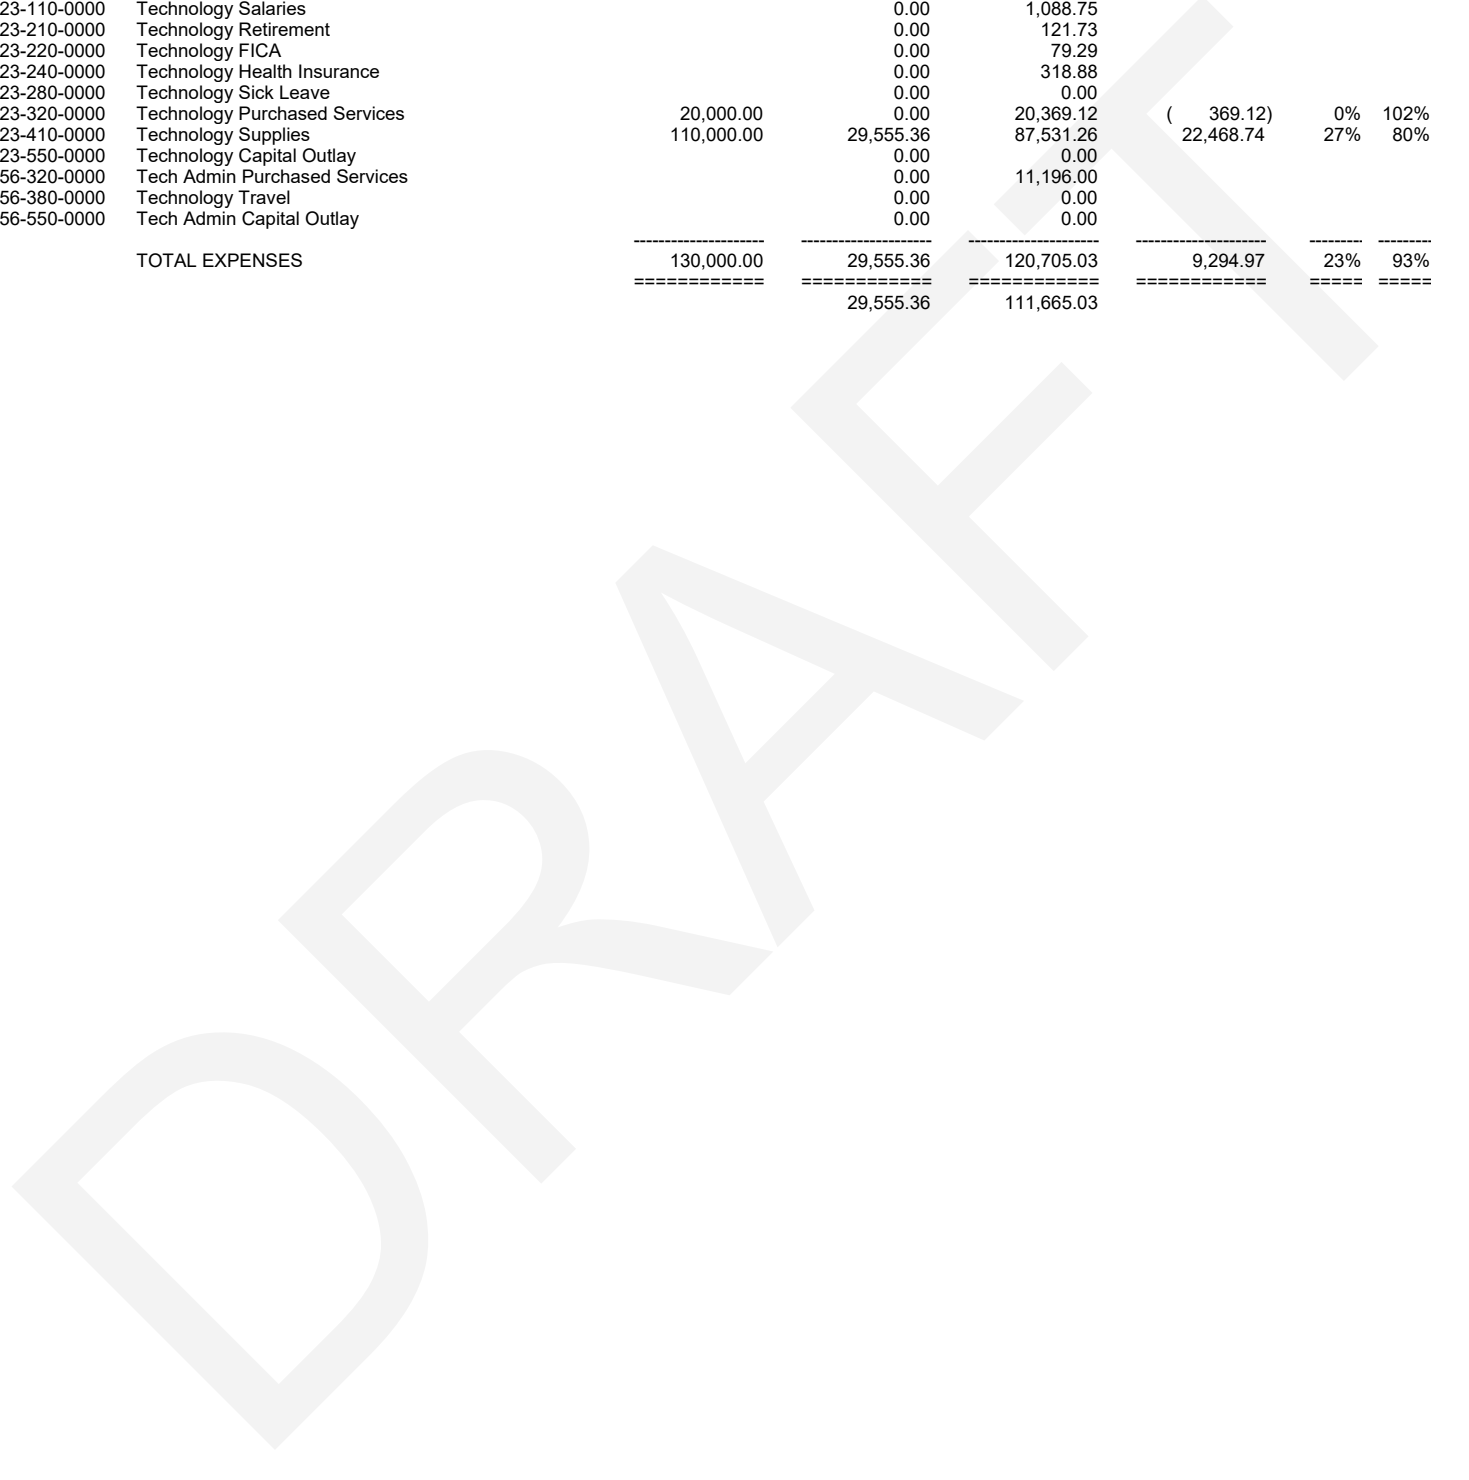 23-110-0000 Technology Salaries 0.00 1,088.75
23-210-0000 Technology Retirement 0.00 121.73
23-220-0000 Technology FICA 0.00 79.29
23-240-0000 Technology Health Insurance 0.00 318.88
23-280-0000 Technology Sick Leave 0.00 0.00
23-320-0000 Technology Purchased Services 20,000.00 0.00 20,369.12 ( 369.12) 0% 102%
23-410-0000 Technology Supplies 110,000.00 29,555.36 87,531.26 22,468.74 27% 80%
23-550-0000 Technology Capital Outlay 0.00 0.00
56-320-0000 Tech Admin Purchased Services 0.00 11,196.00
56-380-0000 Technology Travel 0.00 0.00
56-550-0000 Tech Admin Capital Outlay 0.00 0.00
--------------------- --------------------- --------------------- --------------------- --------- ---------
TOTAL EXPENSES 130,000.00 29,555.36 120,705.03 9,294.97 23% 93%
============ ============ ============ ============ ===== =====
29,555.36 111,665.03
DRAFT